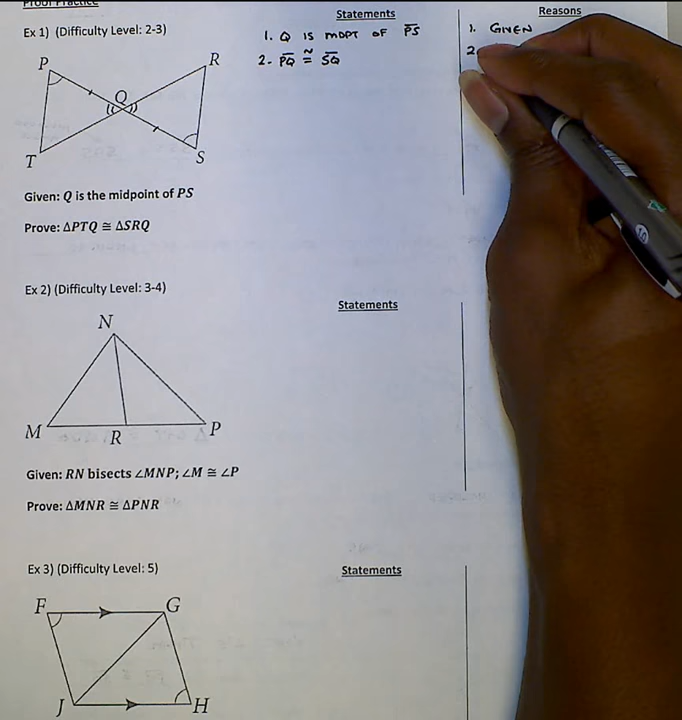 Proof Practice
Statements
Reasons
Ex 1) (Difficulty Level: 2-3)
1. Q IS MDPT OF PS
1. GIVEN
2. PQ ≅ SQ
2.
P
R
Q
T
S
Given: Q is the midpoint of PS
Prove: ΔPTQ ≅ ΔSRQ
Ex 2) (Difficulty Level: 3-4)
Statements
N
M
R
P
Given: RN bisects ∠MNP; ∠M ≅ ∠P
Prove: ΔMNR ≅ ΔPNR
Ex 3) (Difficulty Level: 5)
Statements
F
G
J
H